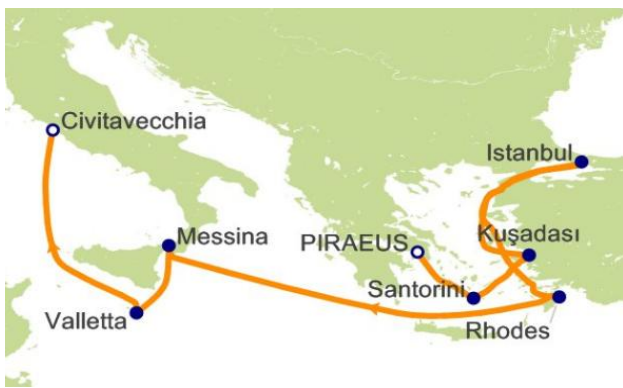 Civitavecchia
Istanbul
Messina
PIRAEUS
Kuşadası
Santorini
Valletta
Rhodes